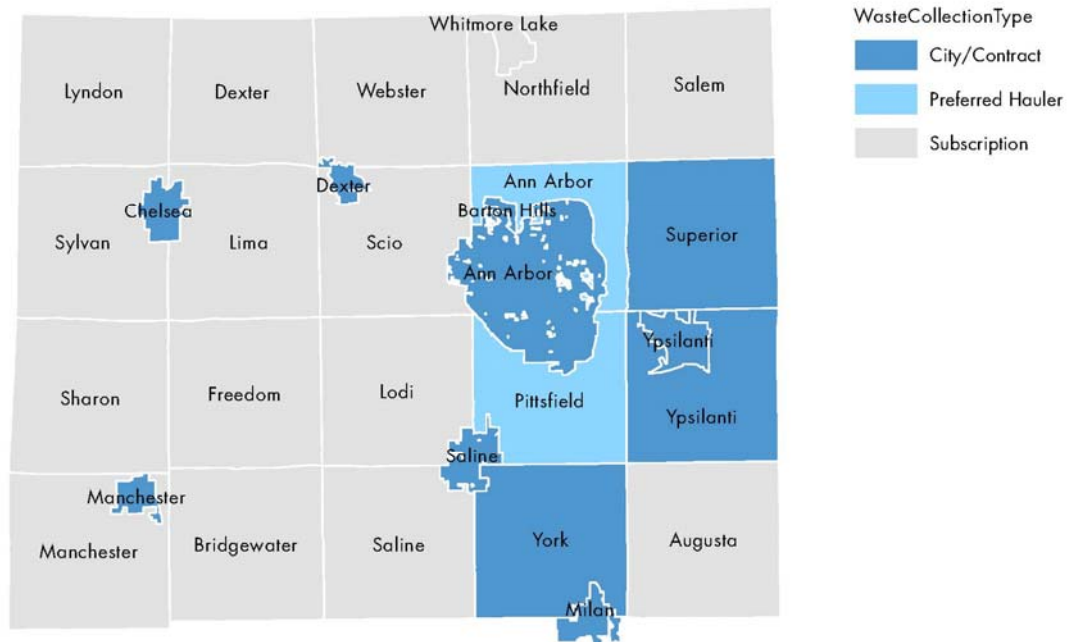 Whitmore Lake
WasteCollectionType
City/Contract
Preferred Hauler
Subscription
Lyndon
Dexter
Webster
Northfield
Salem
Ann Arbor
Dexter
Chelsea
Barton Hills
Sylvan
Lima
Scio
Superior
Ann Arbor
Ypsilanti
Sharon
Freedom
Lodi
Pittsfield
Ypsilanti
Saline
Manchester
Manchester
Bridgewater
Saline
York
Augusta
Milan